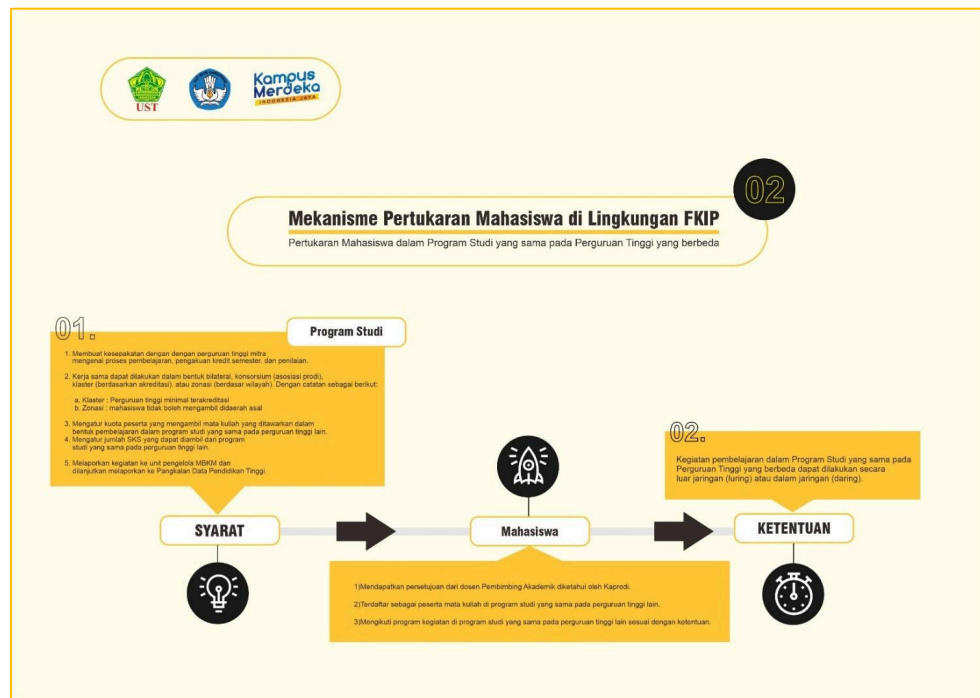 UST
Kampus
Merdeka
INDONESIA JAYA
02
Mekanisme Pertukaran Mahasiswa di Lingkungan FKIP
Pertukaran Mahasiswa dalam Program Studi yang sama pada Perguruan Tinggi yang berbeda
01.
Program Studi
1. Membuat kesepakatan dengan dengan perguruan tinggi mitra
mengenai proses pembelajaran, pengakuan kredit semester, dan penilaian.
2. Kerja sama dapat dilakukan dalam bentuk bilateral, konsorsium (asosiasi prodi),
klaster (berdasarkan akreditasi), atau zonasi (berdasar wilayah). Dengan catatan sebagai berikut:
a. Klaster : Perguruan tinggi minimal terakreditasi
b. Zonasi : mahasiswa tidak boleh mengambil didaerah asal
3. Mengatur kuota peserta yang mengambil mata kuliah yang ditawarkan dalam
bentuk pembelajaran dalam program studi yang sama pada perguruan tinggi lain.
4. Mengatur jumlah SKS yang dapat diambil dari program
studi yang sama pada perguruan tinggi lain.
5. Melaporkan kegiatan ke unit pengelola MBKM dan
dilanjutkan melaporkan ke Pangkalan Data Pendidikan Tinggi.
SYARAT
Mahasiswa
1)Mendapatkan persetujuan dari dosen Pembimbing Akademik diketahui oleh Kaprodi.
2)Terdaftar sebagai peserta mata kuliah di program studi yang sama pada perguruan tinggi lain.
3)Mengikuti program kegiatan di program studi yang sama pada perguruan tinggi lain sesuai dengan ketentuan.
02.
Kegiatan pembelajaran dalam Program Studi yang sama pada
Perguruan Tinggi yang berbeda dapat dilakukan secara
luar jaringan (luring) atau dalam jaringan (daring).
KETENTUAN